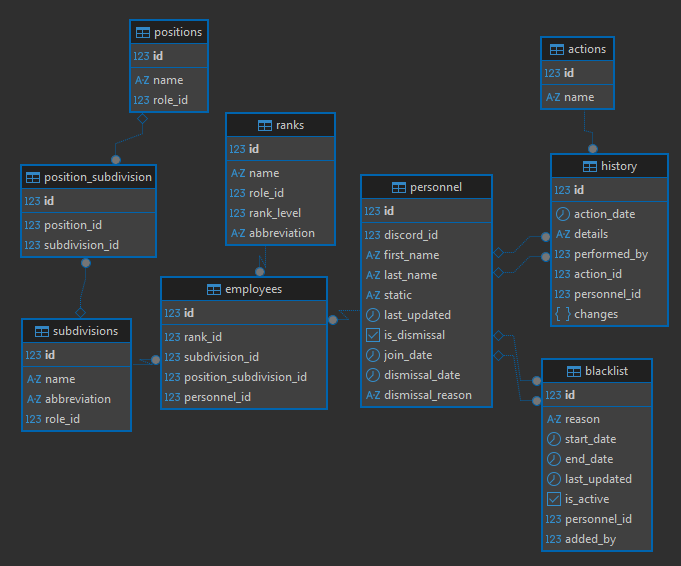 positions
123 id
A-Z name
123 role_id
actions
123 id
A-Z name
ranks
123 id
A-Z name
123 role_id
123 rank_level
A-Z abbreviation
position_subdivision
123 id
123 position_id
123 subdivision_id
personnel
123 id
123 discord_id
A-Z first_name
A-Z last_name
A-Z static
last_updated
is_dismissal
join_date
dismissal_date
A-Z dismissal_reason
history
123 id
action_date
A-Z details
123 performed_by
123 action_id
123 personnel_id
{ } changes
employees
123 id
123 rank_id
123 subdivision_id
123 position_subdivision_id
123 personnel_id
subdivisions
123 id
A-Z name
A-Z abbreviation
123 role_id
blacklist
123 id
A-Z reason
start_date
end_date
last_updated
is_active
123 personnel_id
123 added_by